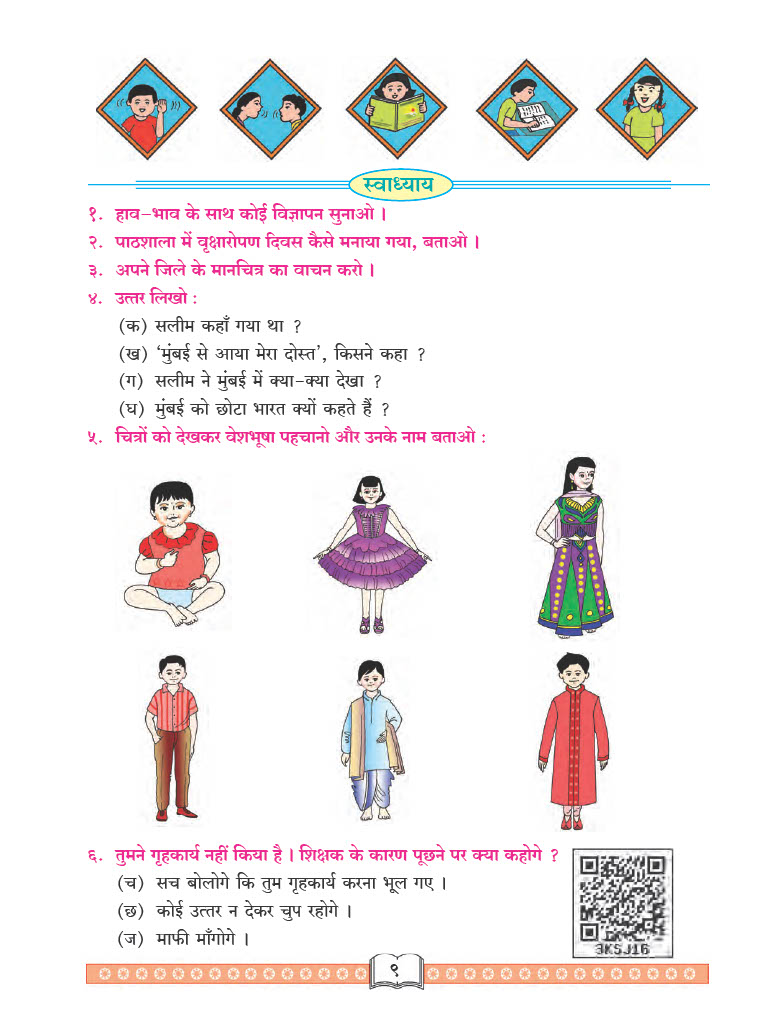 स्वाध्याय
१. हाव-भाव के साथ कोई विज्ञापन सुनाओ ।
२. पाठशाला में वृक्षारोपण दिवस कैसे मनाया गया, बताओ ।
३. अपने जिले के मानचित्र का वाचन करो ।
४. उत्तर लिखो :
(क) सलीम कहाँ गया था ?
(ख) ‘मुंबई से आया मेरा दोस्त’, किसने कहा ?
(ग) सलीम ने मुंबई में क्या-क्या देखा ?
(घ) मुंबई को छोटा भारत क्यों कहते हैं ?
५. चित्रों को देखकर वेशभूषा पहचानो और उनके नाम बताओ :
६. तुमने गृहकार्य नहीं किया है । शिक्षक के कारण पूछने पर क्या कहोगे ?
(च) सच बोलोगे कि तुम गृहकार्य करना भूल गए ।
(छ) कोई उत्तर न देकर चुप रहोगे ।
(ज) माफी माँगोगे ।
3K5J16
९